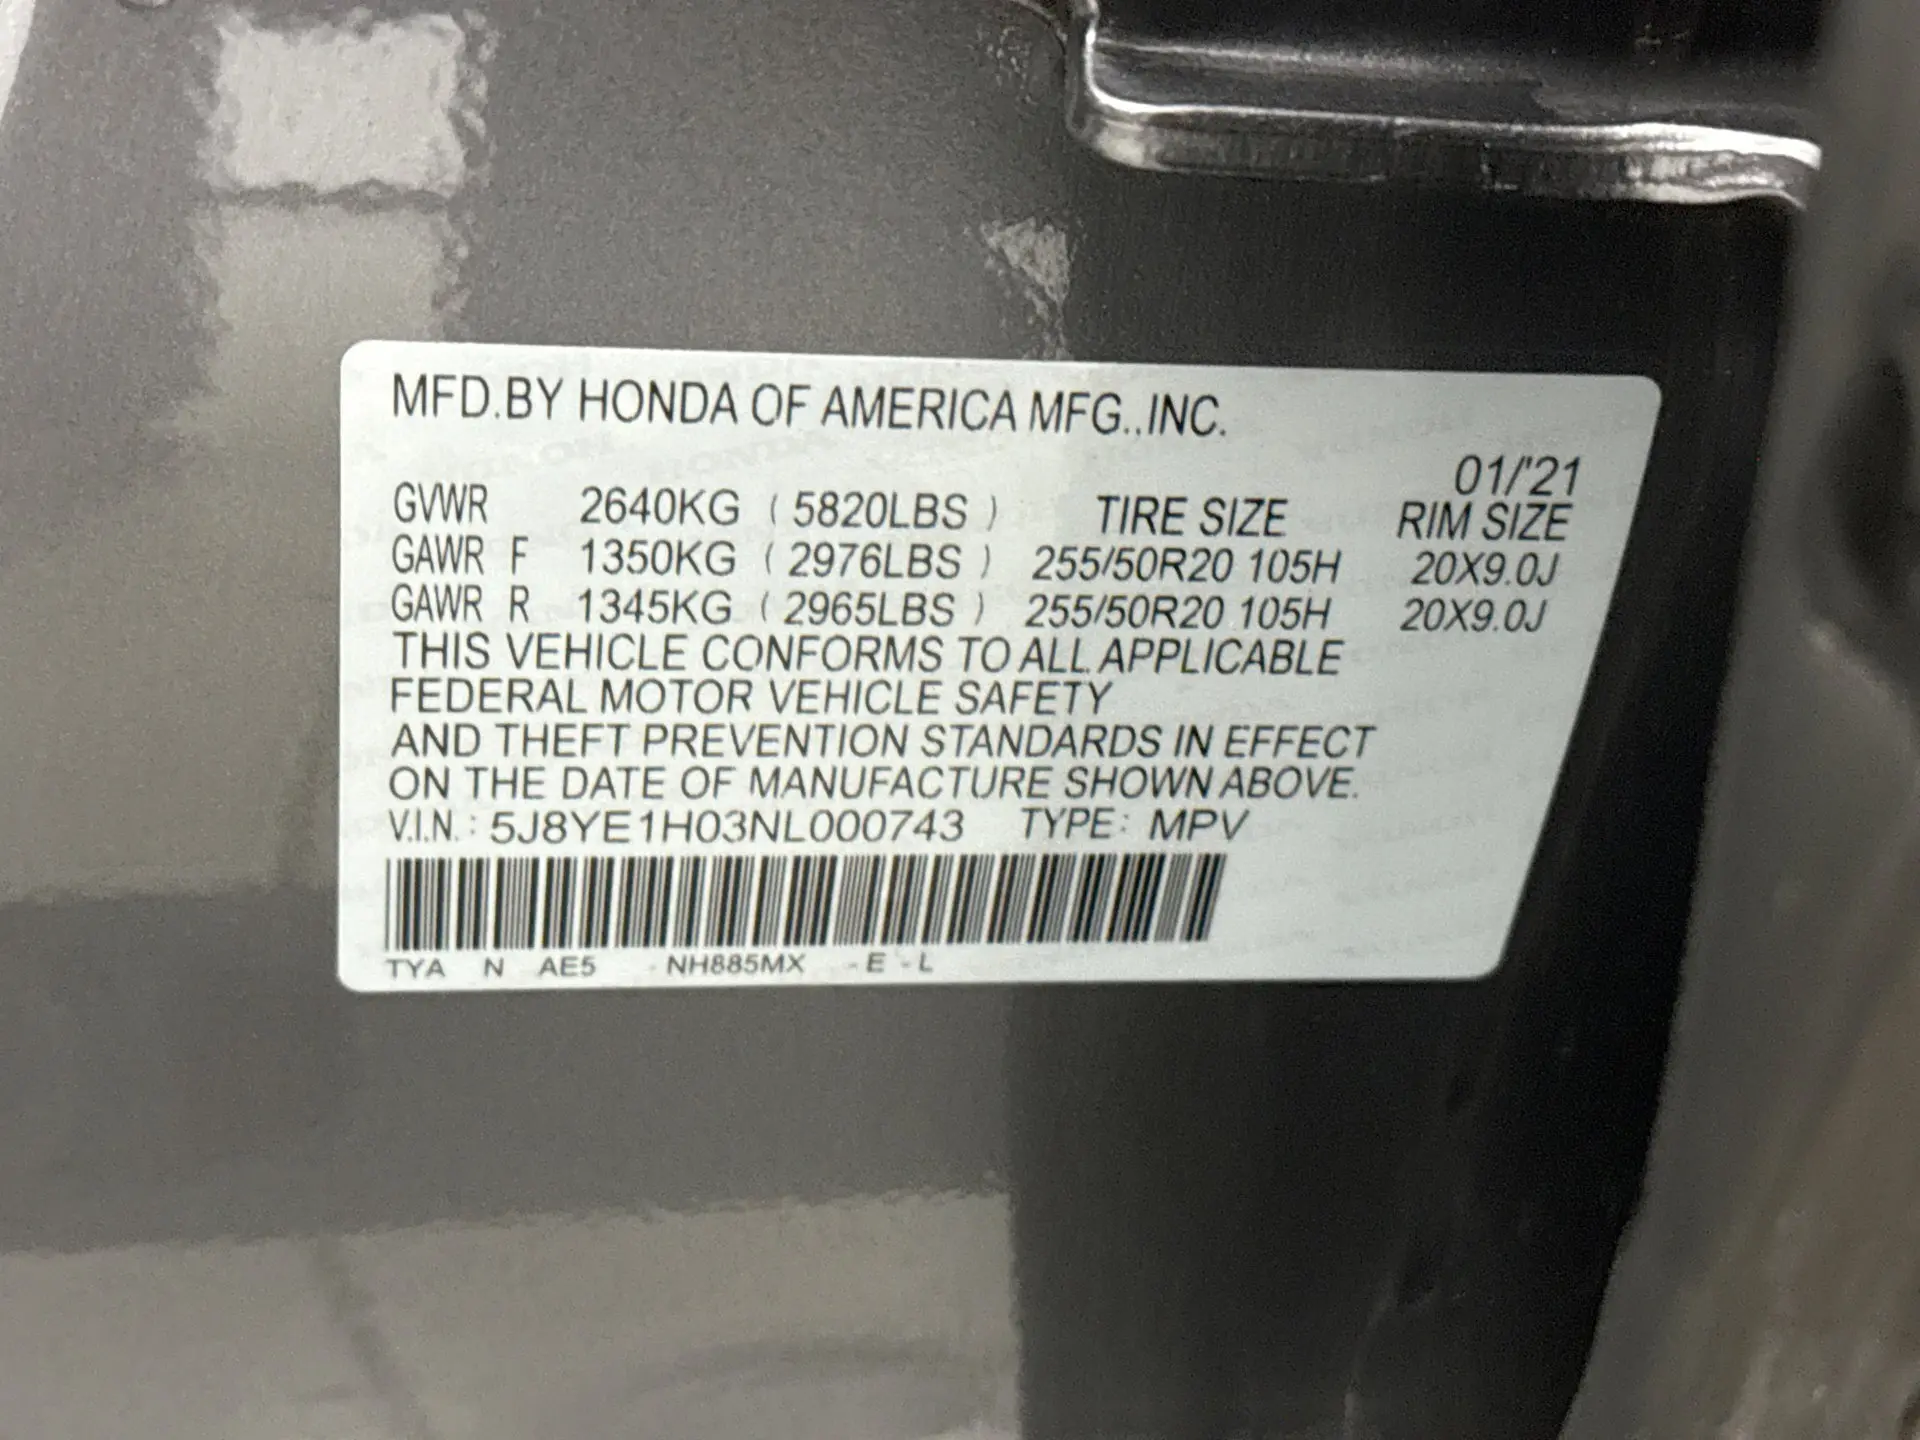 MFD.BY HONDA OF AMERICA MFG.,INC.
01/'21
GVWR 2640KG ( 5820LBS ) TIRE SIZE RIM SIZE
GAWR F 1350KG ( 2976LBS ) 255/50R20 105H 20X9.0J
GAWR R 1345KG ( 2965LBS ) 255/50R20 105H 20X9.0J
THIS VEHICLE CONFORMS TO ALL APPLICABLE
FEDERAL MOTOR VEHICLE SAFETY
AND THEFT PREVENTION STANDARDS IN EFFECT
ON THE DATE OF MANUFACTURE SHOWN ABOVE.
V.I.N.: 5J8YE1H03NL000743 TYPE: MPV
TYA N AE5 - NH885MX - E - L